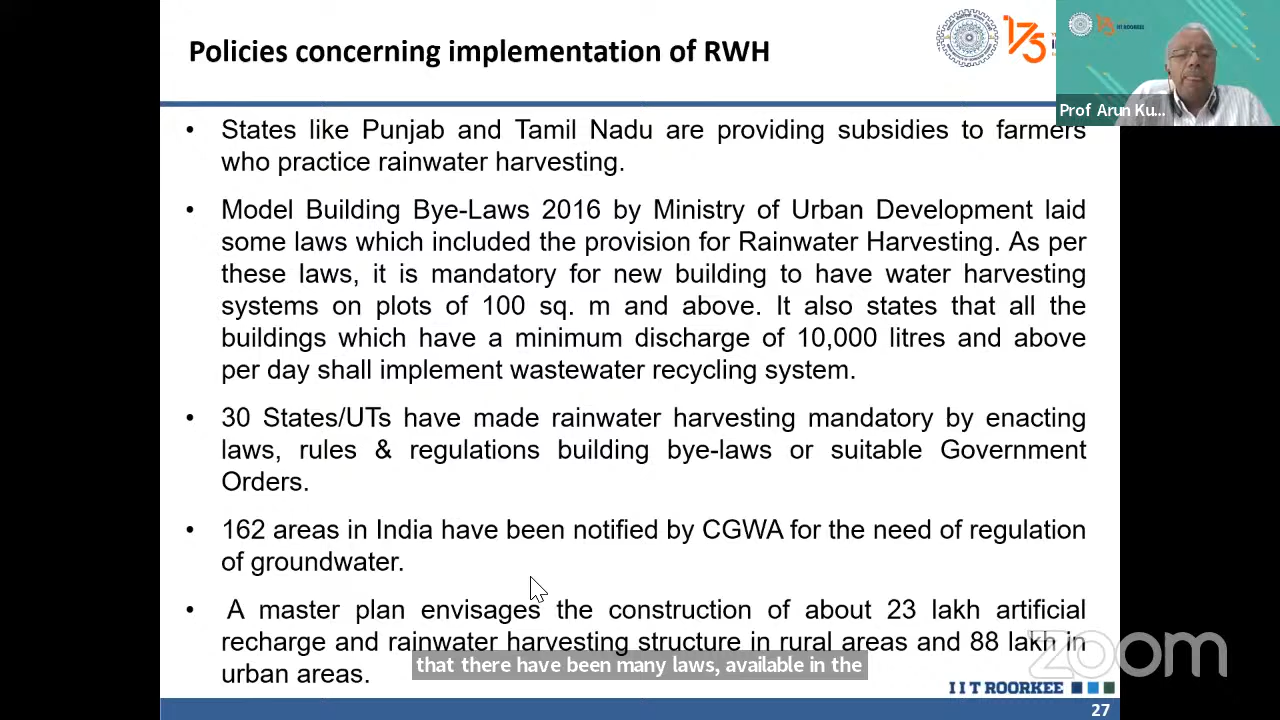 Policies concerning implementation of RWH
175
IIT ROORKEE
Prof Arun Ku...
• States like Punjab and Tamil Nadu are providing subsidies to farmers
who practice rainwater harvesting.
• Model Building Bye-Laws 2016 by Ministry of Urban Development laid
some laws which included the provision for Rainwater Harvesting. As per
these laws, it is mandatory for new building to have water harvesting
systems on plots of 100 sq. m and above. It also states that all the
buildings which have a minimum discharge of 10,000 litres and above
per day shall implement wastewater recycling system.
• 30 States/UTs have made rainwater harvesting mandatory by enacting
laws, rules & regulations building bye-laws or suitable Government
Orders.
• 162 areas in India have been notified by CGWA for the need of regulation
of groundwater.
• A master plan envisages the construction of about 23 lakh artificial
recharge and rainwater harvesting structure in rural areas and 88 lakh in
urban areas.
that there have been many laws, available in the
zoom
I I T ROORKEE
27